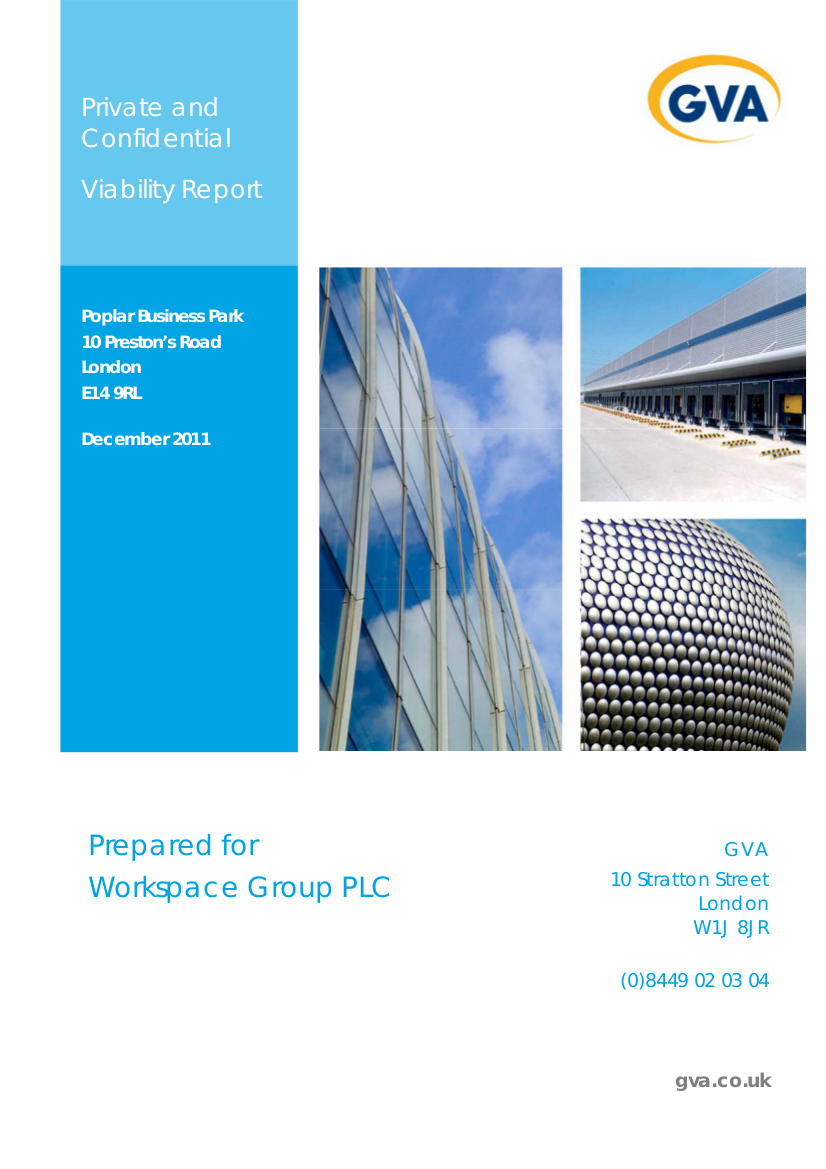 Private and
Confidential
Viability Report
GVA
Poplar Business Park
10 Preston's Road
London
E14 9RL
December 2011
Prepared for
Workspace Group PLC
GVA
10 Stratton Street
London
W1J 8JR
(0)8449 02 03 04
gva.co.uk